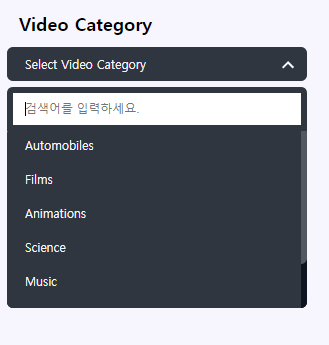 Video Category
Select Video Category
검색어를 입력하세요.
Automobiles
Films
Animations
Science
Music